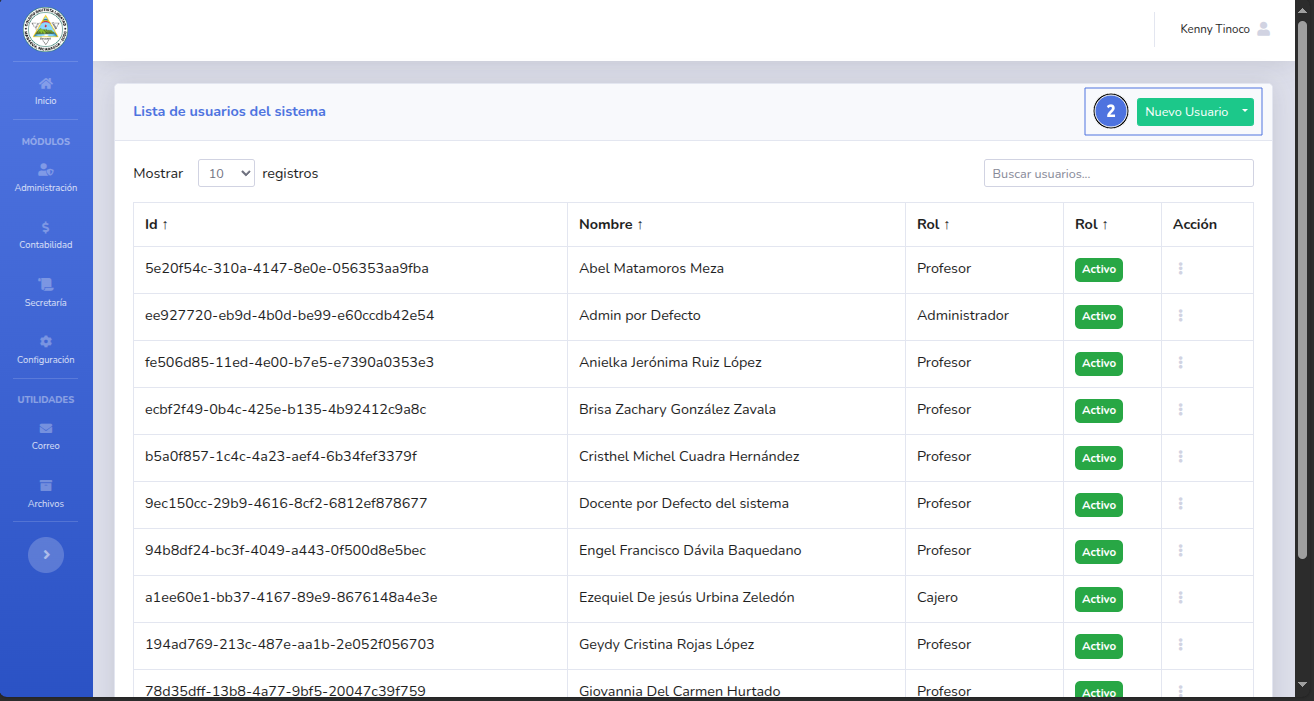 Kenny Tinoco
Inicio
MÓDULOS
Administración
Contabilidad
Secretaría
Configuración
UTILIDADES
Correo
Archivos
Lista de usuarios del sistema
2 Nuevo Usuario
Mostrar 10 registros Buscar usuarios...
Id ↑ Nombre ↑ Rol ↑ Rol ↑ Acción
5e20f54c-310a-4147-8e0e-056353aa9fba Abel Matamoros Meza Profesor Activo
ee927720-eb9d-4b0d-be99-e60ccdb42e54 Admin por Defecto Administrador Activo
fe506d85-11ed-4e00-b7e5-e7390a0353e3 Anielka Jerónima Ruiz López Profesor Activo
ecbf2f49-0b4c-425e-b135-4b92412c9a8c Brisa Zachary González Zavala Profesor Activo
b5a0f857-1c4c-4a23-aef4-6b34fef3379f Cristhel Michel Cuadra Hernández Profesor Activo
9ec150cc-29b9-4616-8cf2-6812ef878677 Docente por Defecto del sistema Profesor Activo
94b8df24-bc3f-4049-a443-0f500d8e5bec Engel Francisco Dávila Baquedano Profesor Activo
a1ee60e1-bb37-4167-89e9-8676148a4e3e Ezequiel De jesús Urbina Zeledón Cajero Activo
194ad769-213c-487e-aa1b-2e052f056703 Geydy Cristina Rojas López Profesor Activo
78d35dff-13b8-4a77-9bf5-20047c39f759 Giovannia Del Carmen Hurtado Profesor Activo